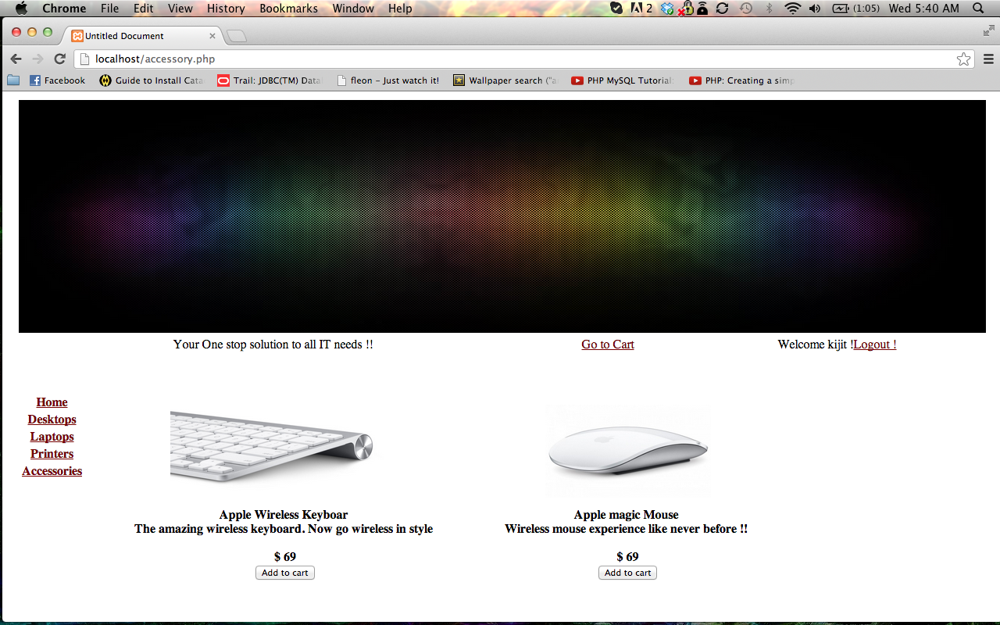 Chrome File Edit View History Bookmarks Window Help 2 (1:05) Wed 5:40 AM
Untitled Document
localhost/accessory.php
Facebook Guide to Install Cata Trail: JDBC(TM) Data fleon - Just watch it! Wallpaper search ("a PHP MySQL Tutorial: PHP: Creating a simp
Your One stop solution to all IT needs !! Go to Cart Welcome kijit !Logout !
Home
Desktops
Laptops
Printers
Accessories
Apple Wireless Keyboar
The amazing wireless keyboard. Now go wireless in style
$ 69
Add to cart
Apple magic Mouse
Wireless mouse experience like never before !!
$ 69
Add to cart